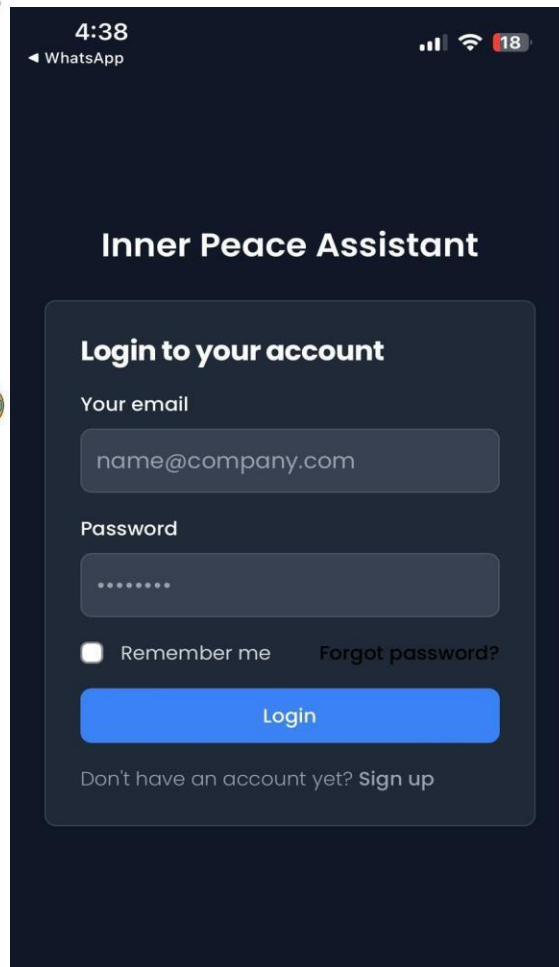 4:38
◀ WhatsApp
18
Inner Peace Assistant
Login to your account
Your email
name@company.com
Password
••••••••
Remember me Forgot password?
Login
Don't have an account yet? Sign up